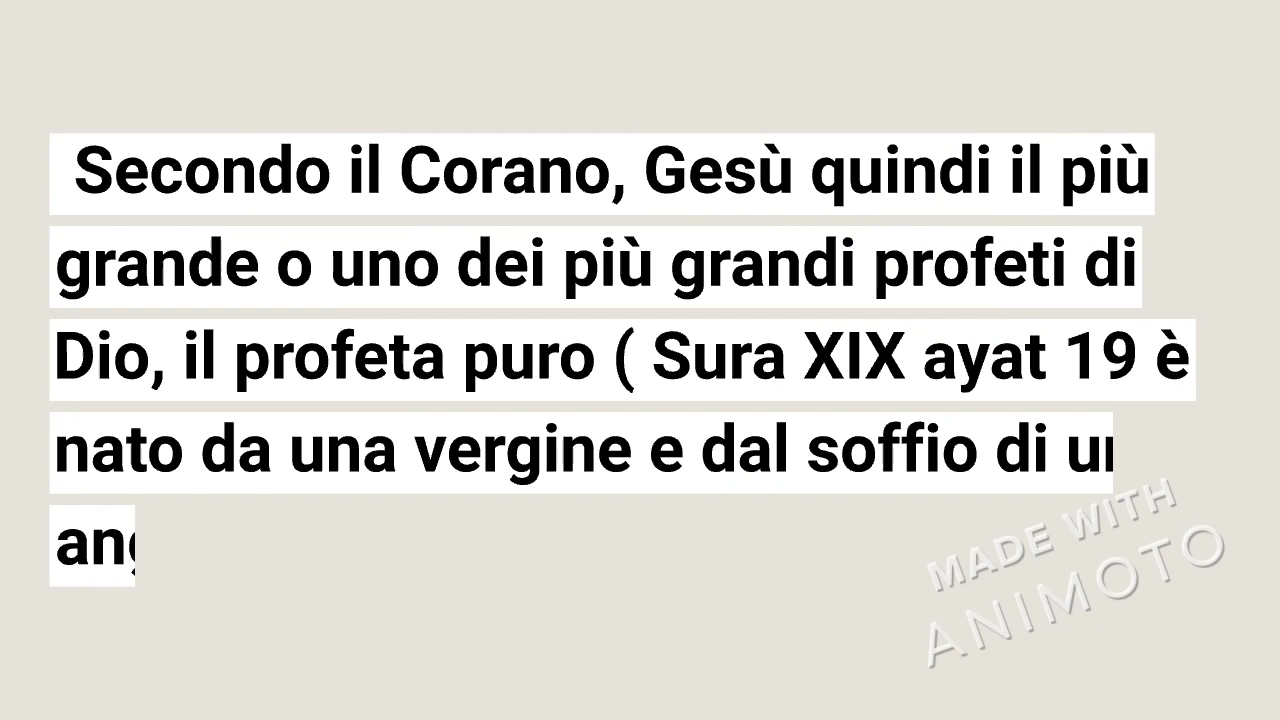 Secondo il Corano, Gesù quindi il più
grande o uno dei più grandi profeti di
Dio, il profeta puro ( Sura XIX ayat 19 è
nato da una vergine e dal soffio di
MADE WITH
ANIMOTO